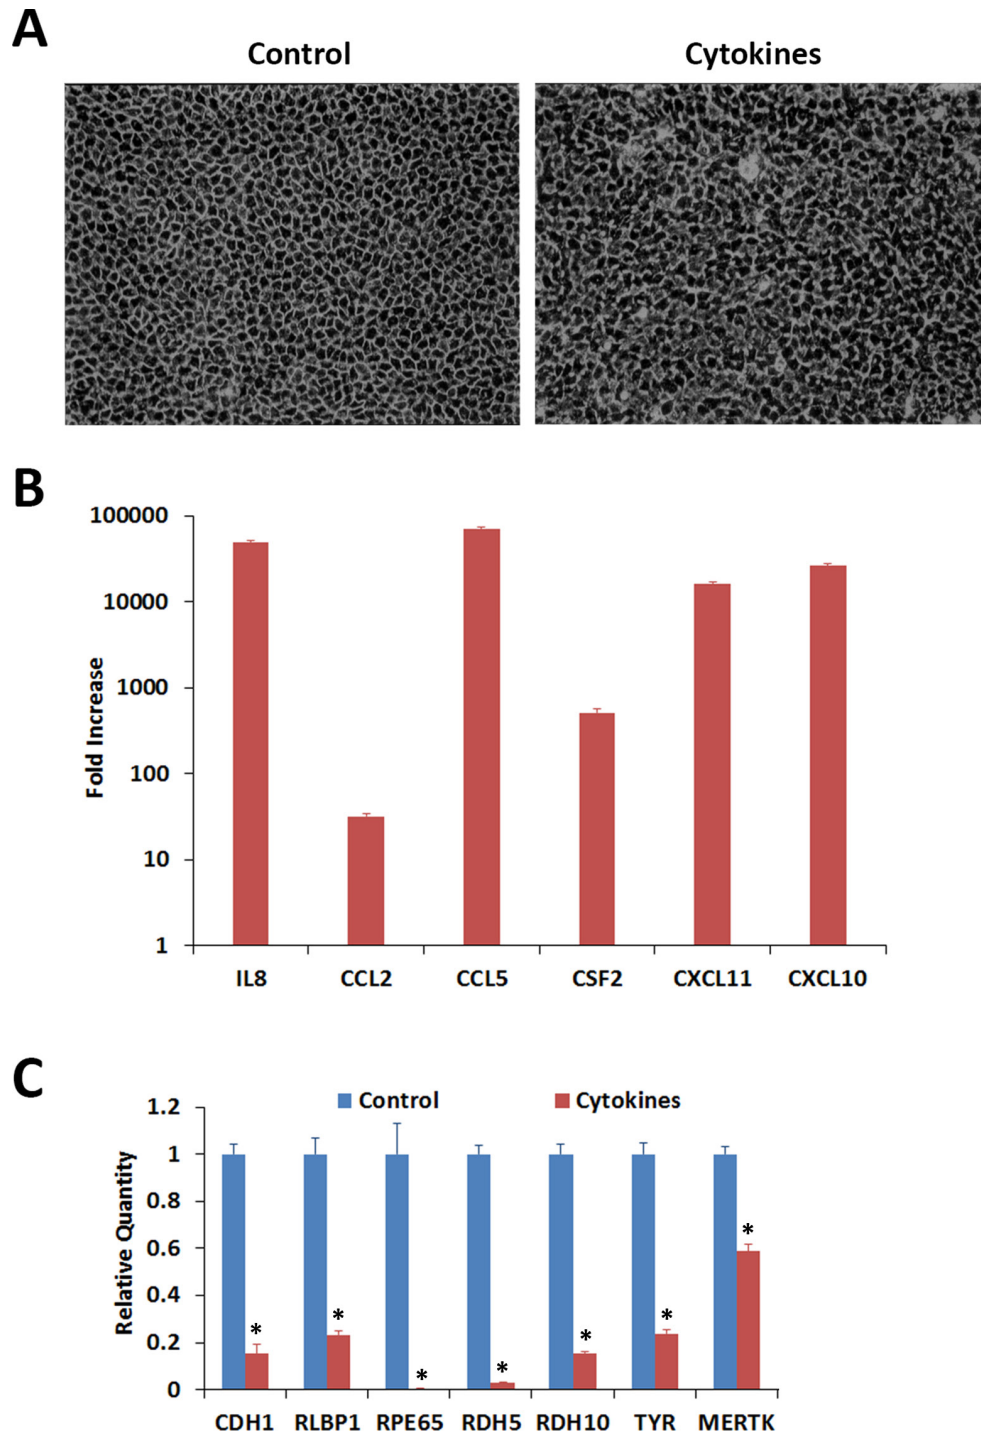 A
Control Cytokines
B
100000
10000
1000
100
10
1
Fold Increase
IL8 CCL2 CCL5 CSF2 CXCL11 CXCL10
C
Control Cytokines
1.2
1
0.8
0.6
0.4
0.2
0
Relative Quantity
* * * * * * *
CDH1 RLBP1 RPE65 RDH5 RDH10 TYR MERTK